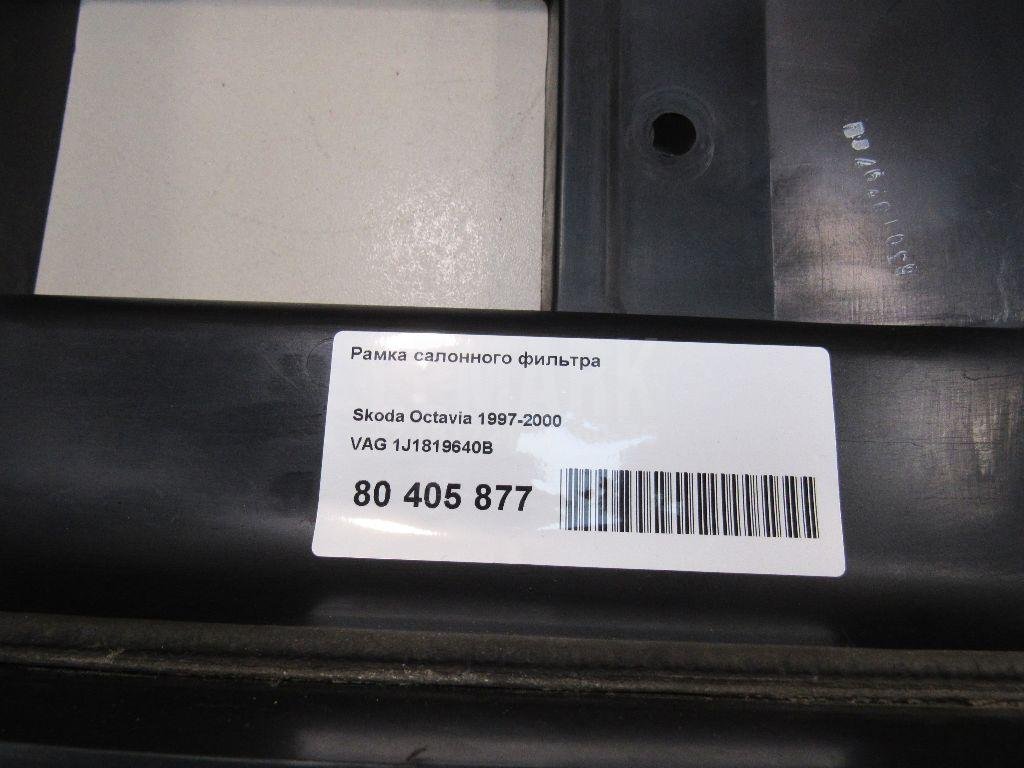 Рамка салонного фильтра
Skoda Octavia 1997-2000
VAG 1J1819640B
80 405 877